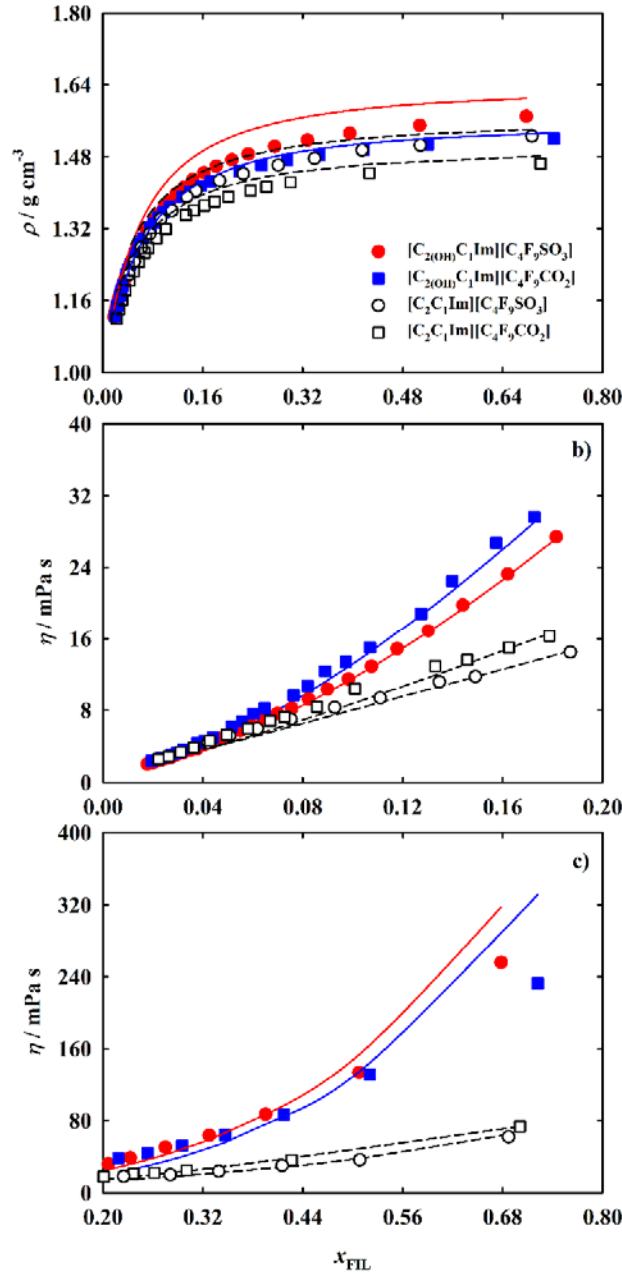 1.80
1.64
1.48
1.32
1.16
1.00
ρ / g cm⁻³
[C₂₍OH₎C₁Im][C₄F₉SO₃]
[C₂₍OH₎C₁Im][C₄F₉CO₂]
[C₂C₁Im][C₄F₉SO₃]
[C₂C₁Im][C₄F₉CO₂]
0.00 0.16 0.32 0.48 0.64 0.80
40
32
24
16
8
0
η / mPa s
b)
0.00 0.04 0.08 0.12 0.16 0.20
400
320
240
160
80
0
η / mPa s
c)
0.20 0.32 0.44 0.56 0.68 0.80
x_FIL